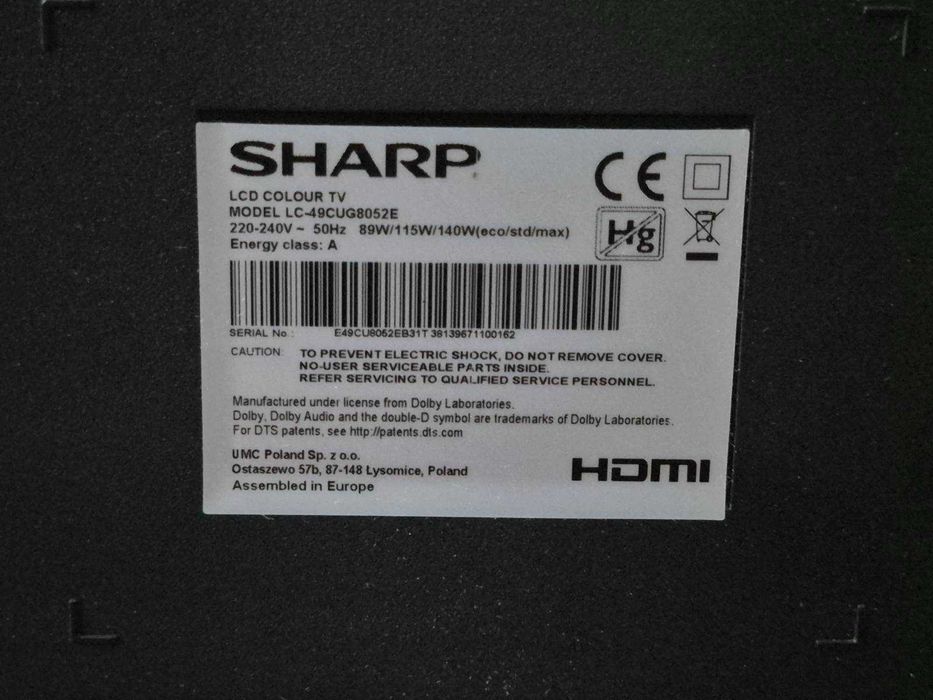 SHARP
LCD COLOUR TV
MODEL LC-49CUG8052E
220-240V ~ 50Hz 89W/115W/140W(eco/std/max)
Energy class: A
CE
Hg
SERIAL No.: E49CU8052EB31T 38139671100162
CAUTION: TO PREVENT ELECTRIC SHOCK, DO NOT REMOVE COVER.
NO-USER SERVICEABLE PARTS INSIDE.
REFER SERVICING TO QUALIFIED SERVICE PERSONNEL.
Manufactured under license from Dolby Laboratories.
Dolby, Dolby Audio and the double-D symbol are trademarks of Dolby Laboratories.
For DTS patents, see http://patents.dts.com
UMC Poland Sp. z o.o.
Ostaszewo 57b, 87-148 Łysomice, Poland
Assembled in Europe
HDMI